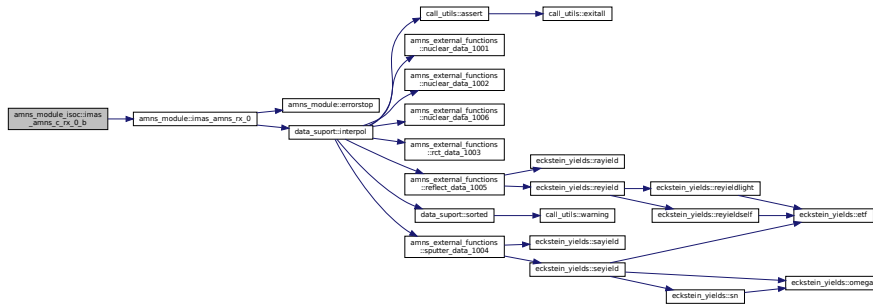 amns_module_isoc::imas
_amns_c_rx_0_b
amns_module::imas_amns_rx_0
amns_module::errorstop
data_suport::interpol
call_utils::assert
amns_external_functions
::nuclear_data_1001
amns_external_functions
::nuclear_data_1002
amns_external_functions
::nuclear_data_1006
amns_external_functions
::rct_data_1003
amns_external_functions
::reflect_data_1005
data_suport::sorted
amns_external_functions
::sputter_data_1004
call_utils::exitall
eckstein_yields::rayield
eckstein_yields::reyield
call_utils::warning
eckstein_yields::sayield
eckstein_yields::seyield
eckstein_yields::reyieldlight
eckstein_yields::reyieldself
eckstein_yields::sn
eckstein_yields::etf
eckstein_yields::omega